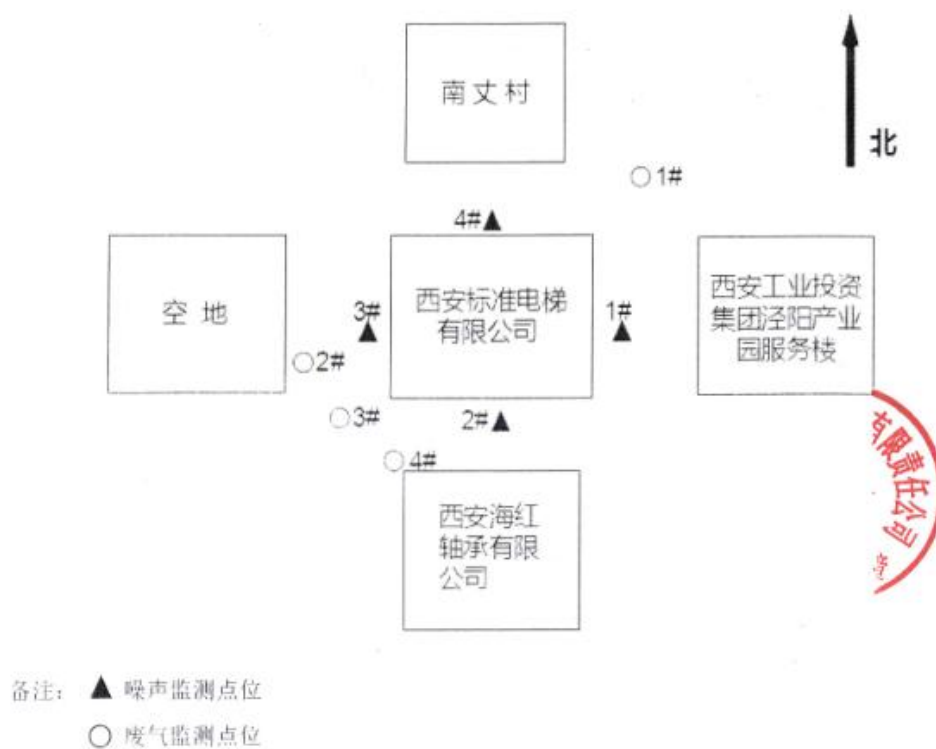 南丈村
北
○1#
4#▲
空地
3#
▲
西安标准电梯
有限公司
1#
▲
西安工业投资
集团泾阳产业
园服务楼
○2#
○3#
2#▲
○4#
西安海红
轴承有限
公司
有限责任公司
章
备注： ▲ 噪声监测点位
○ 废气监测点位